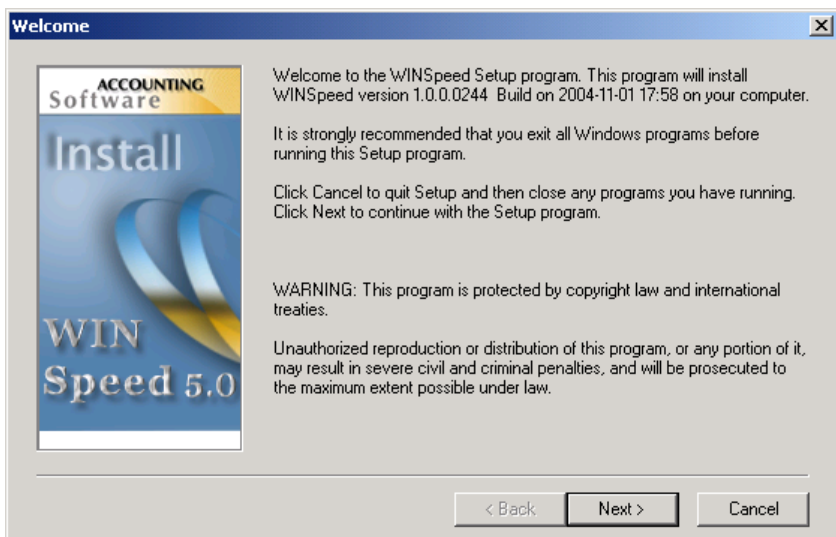 Welcome
ACCOUNTING
Software
Install
WIN
Speed 5.0
Welcome to the WINSpeed Setup program. This program will install
WINSpeed version 1.0.0.0244 Build on 2004-11-01 17:58 on your computer.
It is strongly recommended that you exit all Windows programs before
running this Setup program.
Click Cancel to quit Setup and then close any programs you have running.
Click Next to continue with the Setup program.
WARNING: This program is protected by copyright law and international
treaties.
Unauthorized reproduction or distribution of this program, or any portion of it,
may result in severe civil and criminal penalties, and will be prosecuted to
the maximum extent possible under law.
< Back
Next >
Cancel